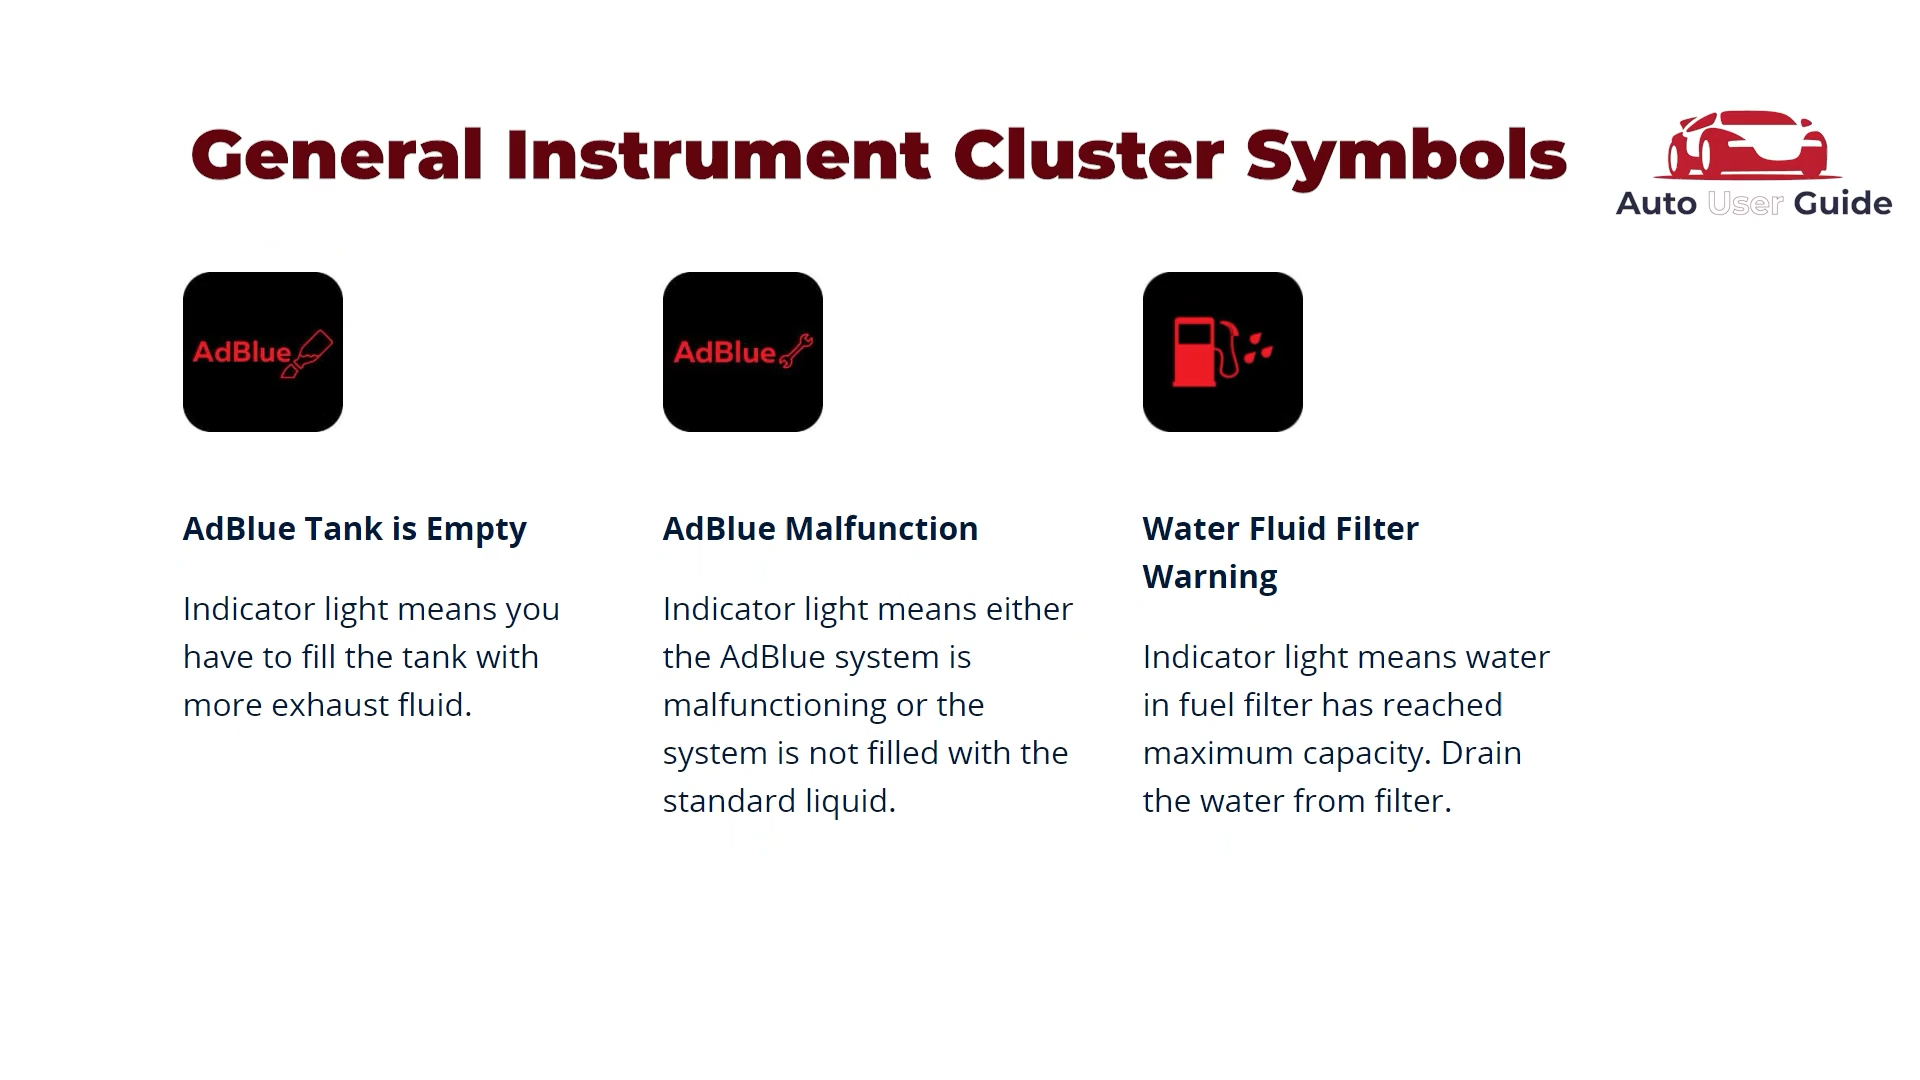 General Instrument Cluster Symbols
Auto User Guide
AdBlue
AdBlue
AdBlue Tank is Empty
Indicator light means you
have to fill the tank with
more exhaust fluid.
AdBlue Malfunction
Indicator light means either
the AdBlue system is
malfunctioning or the
system is not filled with the
standard liquid.
Water Fluid Filter
Warning
Indicator light means water
in fuel filter has reached
maximum capacity. Drain
the water from filter.